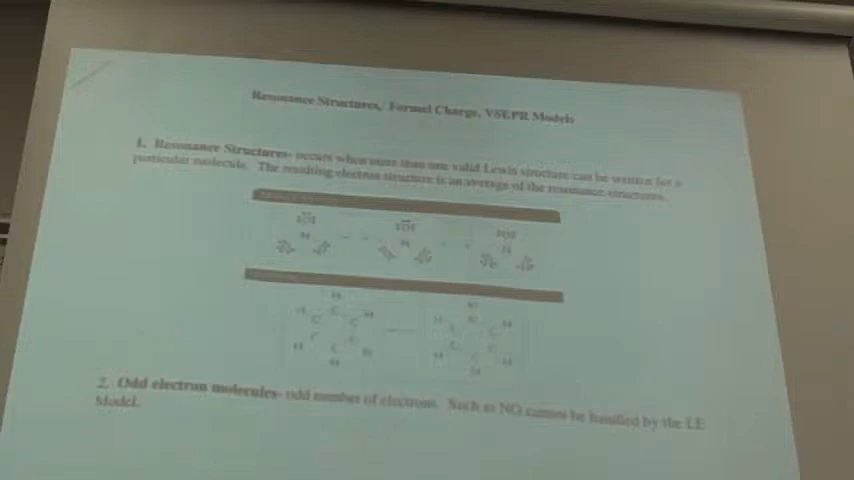 Resonance Structures, Formal Charge, VSEPR Models
1. Resonance Structures- occurs when more than one valid Lewis structure can be written for a
particular molecule. The resulting electron structure is an average of the resonance structures.
2. Odd electron molecules- odd number of electrons. Such as NO cannot be handled by the LE
Model.